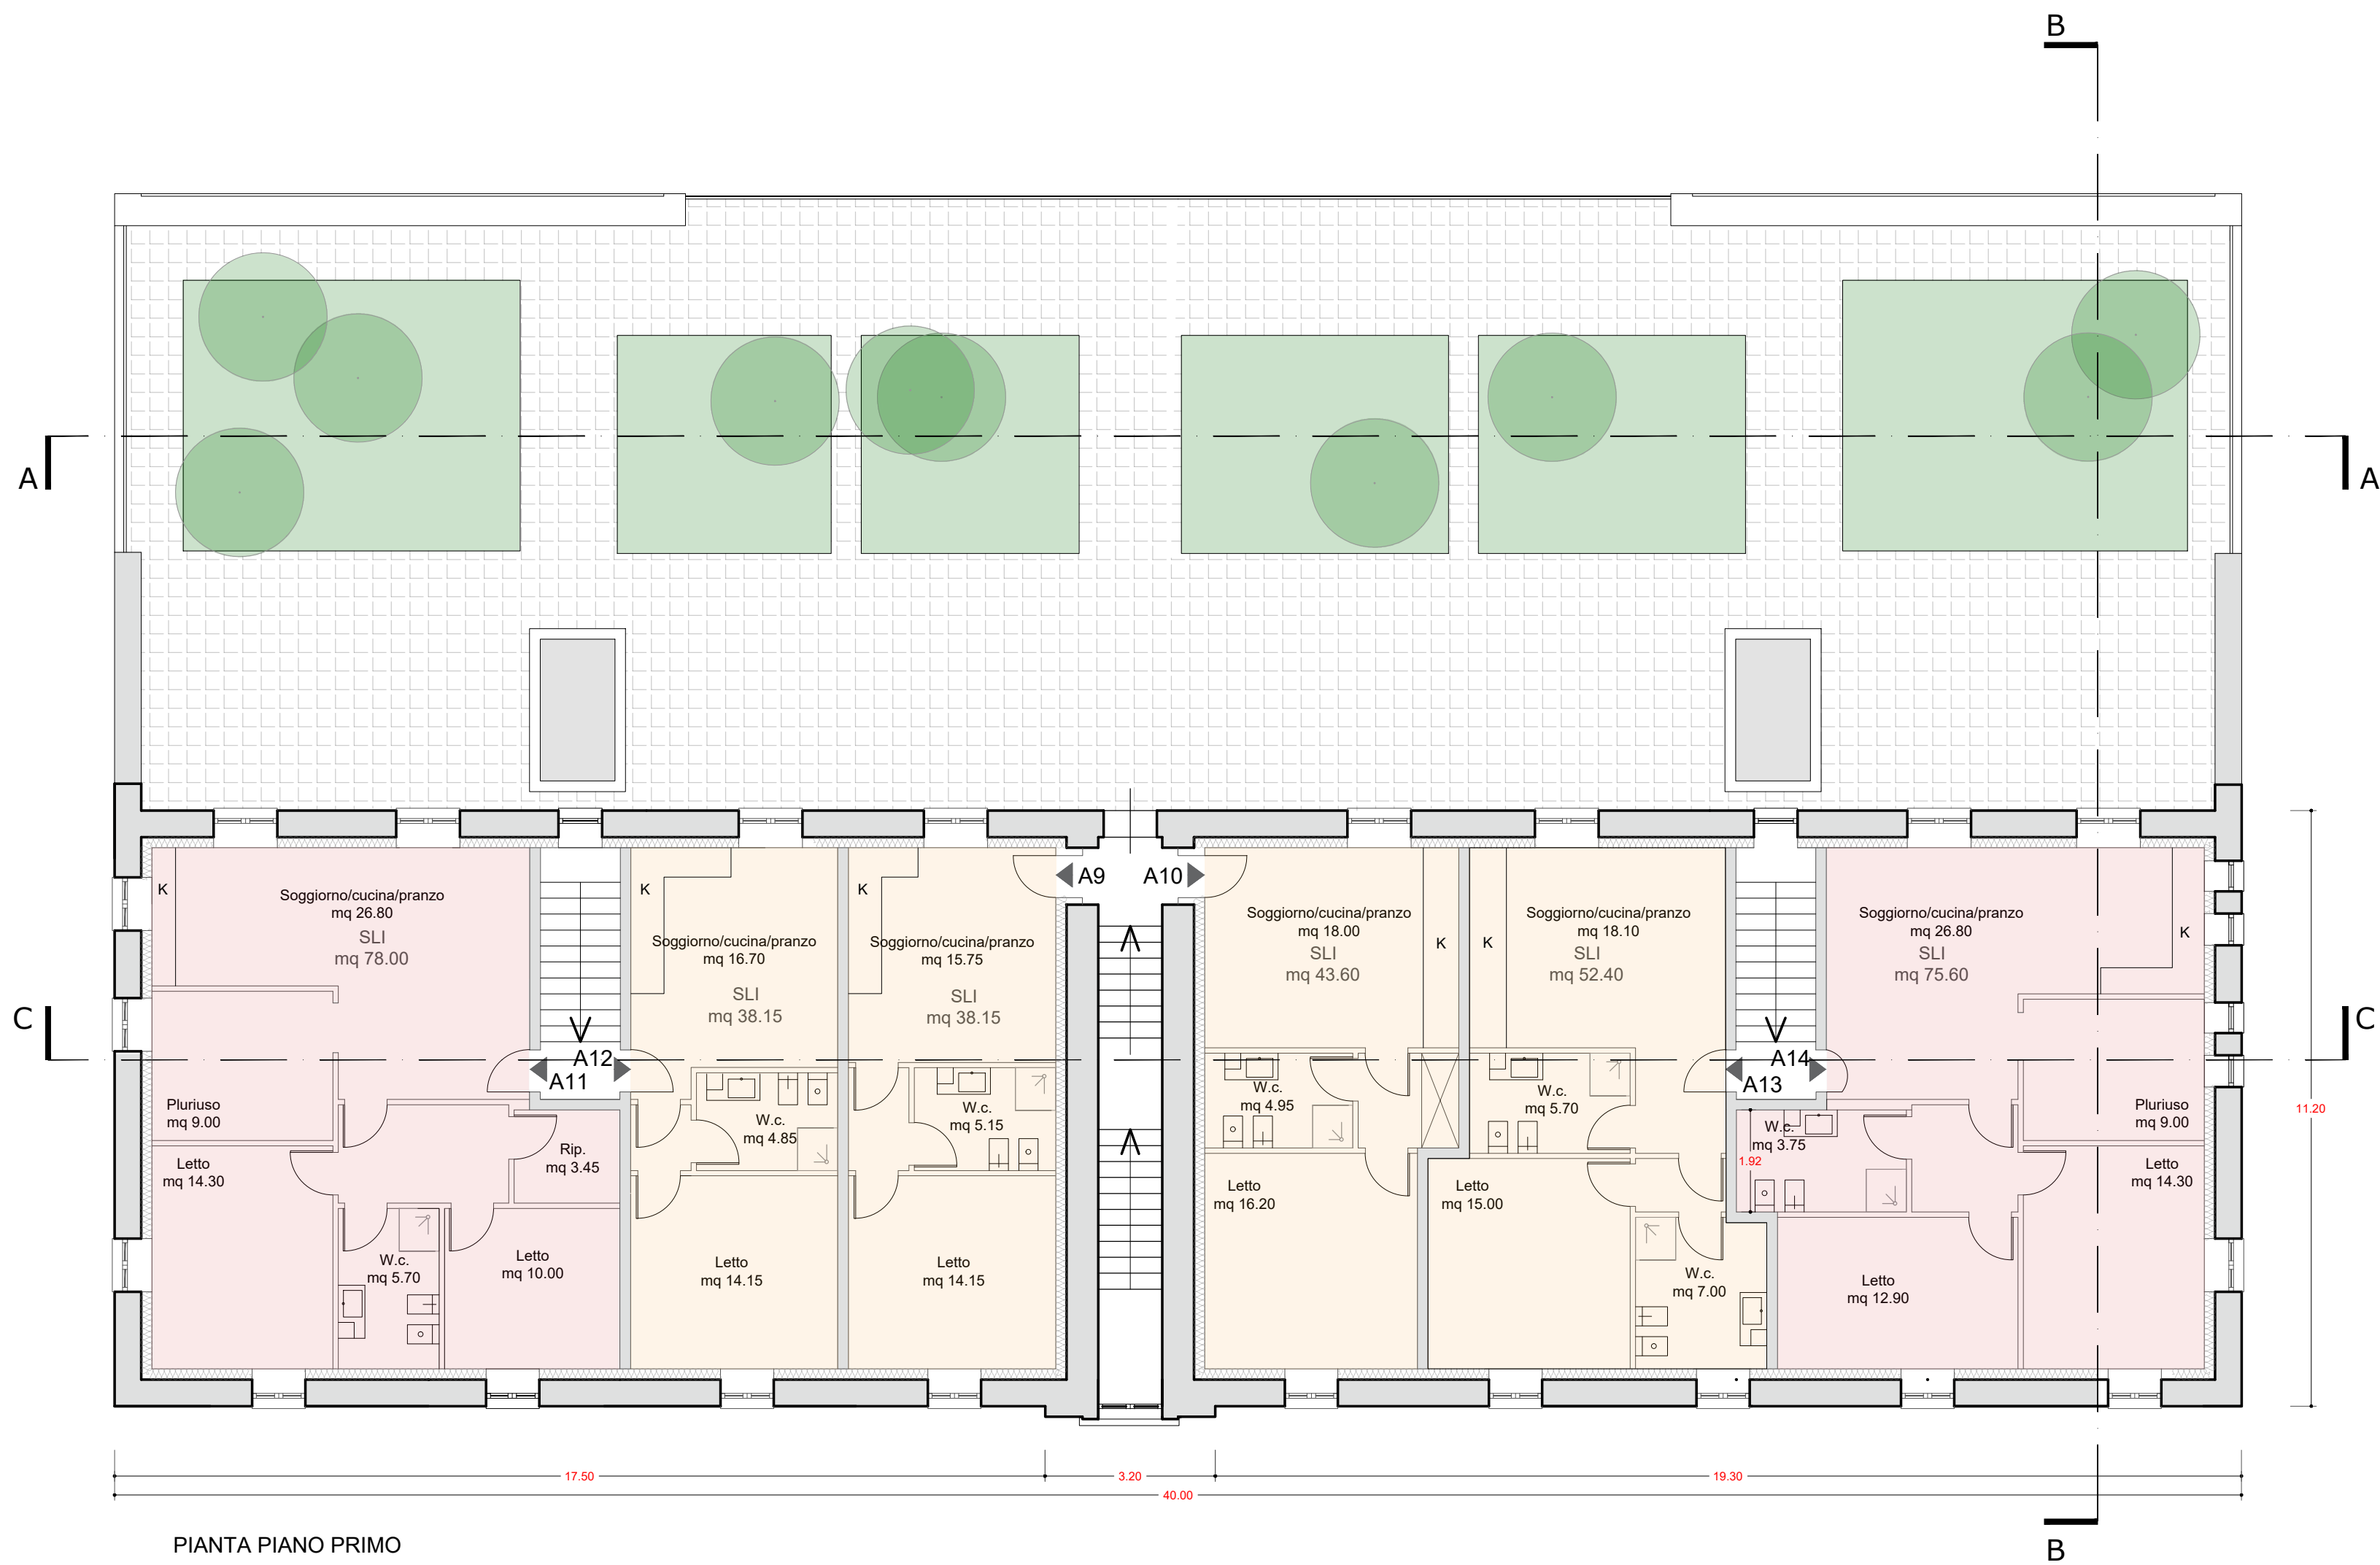 B
A
A
A9
A10
K
Soggiorno/cucina/pranzo
mq 26.80
SLI
mq 78.00
K
Soggiorno/cucina/pranzo
mq 16.70
SLI
mq 38.15
K
Soggiorno/cucina/pranzo
mq 15.75
SLI
mq 38.15
Soggiorno/cucina/pranzo
mq 18.00
SLI
mq 43.60
K
K
Soggiorno/cucina/pranzo
mq 18.10
SLI
mq 52.40
Soggiorno/cucina/pranzo
mq 26.80
SLI
mq 75.60
K
C
C
A12
A11
A14
A13
11.20
Pluriuso
mq 9.00
Rip.
mq 3.45
W.c.
mq 4.85
W.c.
mq 5.15
W.c.
mq 4.95
W.c.
mq 5.70
W.c.
mq 3.75
1.92
Pluriuso
mq 9.00
Letto
mq 14.30
Letto
mq 16.20
Letto
mq 15.00
Letto
mq 14.30
W.c.
mq 5.70
Letto
mq 10.00
Letto
mq 14.15
Letto
mq 14.15
W.c.
mq 7.00
Letto
mq 12.90
17.50
3.20
19.30
40.00
PIANTA PIANO PRIMO
B